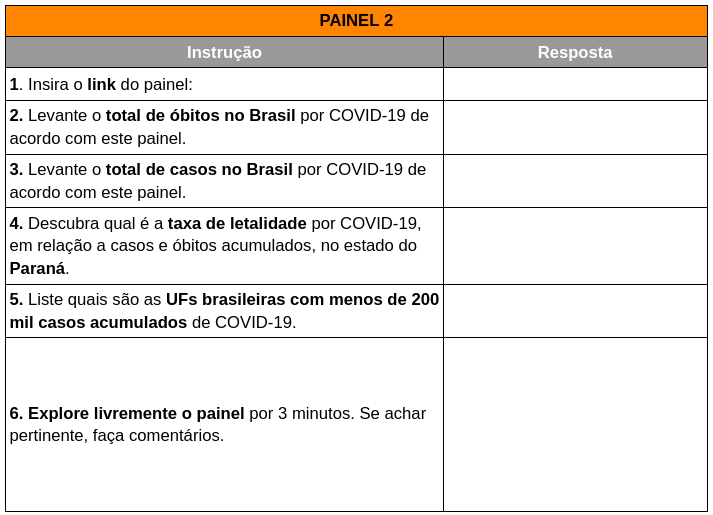 PAINEL 2
Instrução Resposta
1. Insira o link do painel:
2. Levante o total de óbitos no Brasil por COVID-19 de
acordo com este painel.
3. Levante o total de casos no Brasil por COVID-19 de
acordo com este painel.
4. Descubra qual é a taxa de letalidade por COVID-19,
em relação a casos e óbitos acumulados, no estado do
Paraná.
5. Liste quais são as UFs brasileiras com menos de 200
mil casos acumulados de COVID-19.
6. Explore livremente o painel por 3 minutos. Se achar
pertinente, faça comentários.